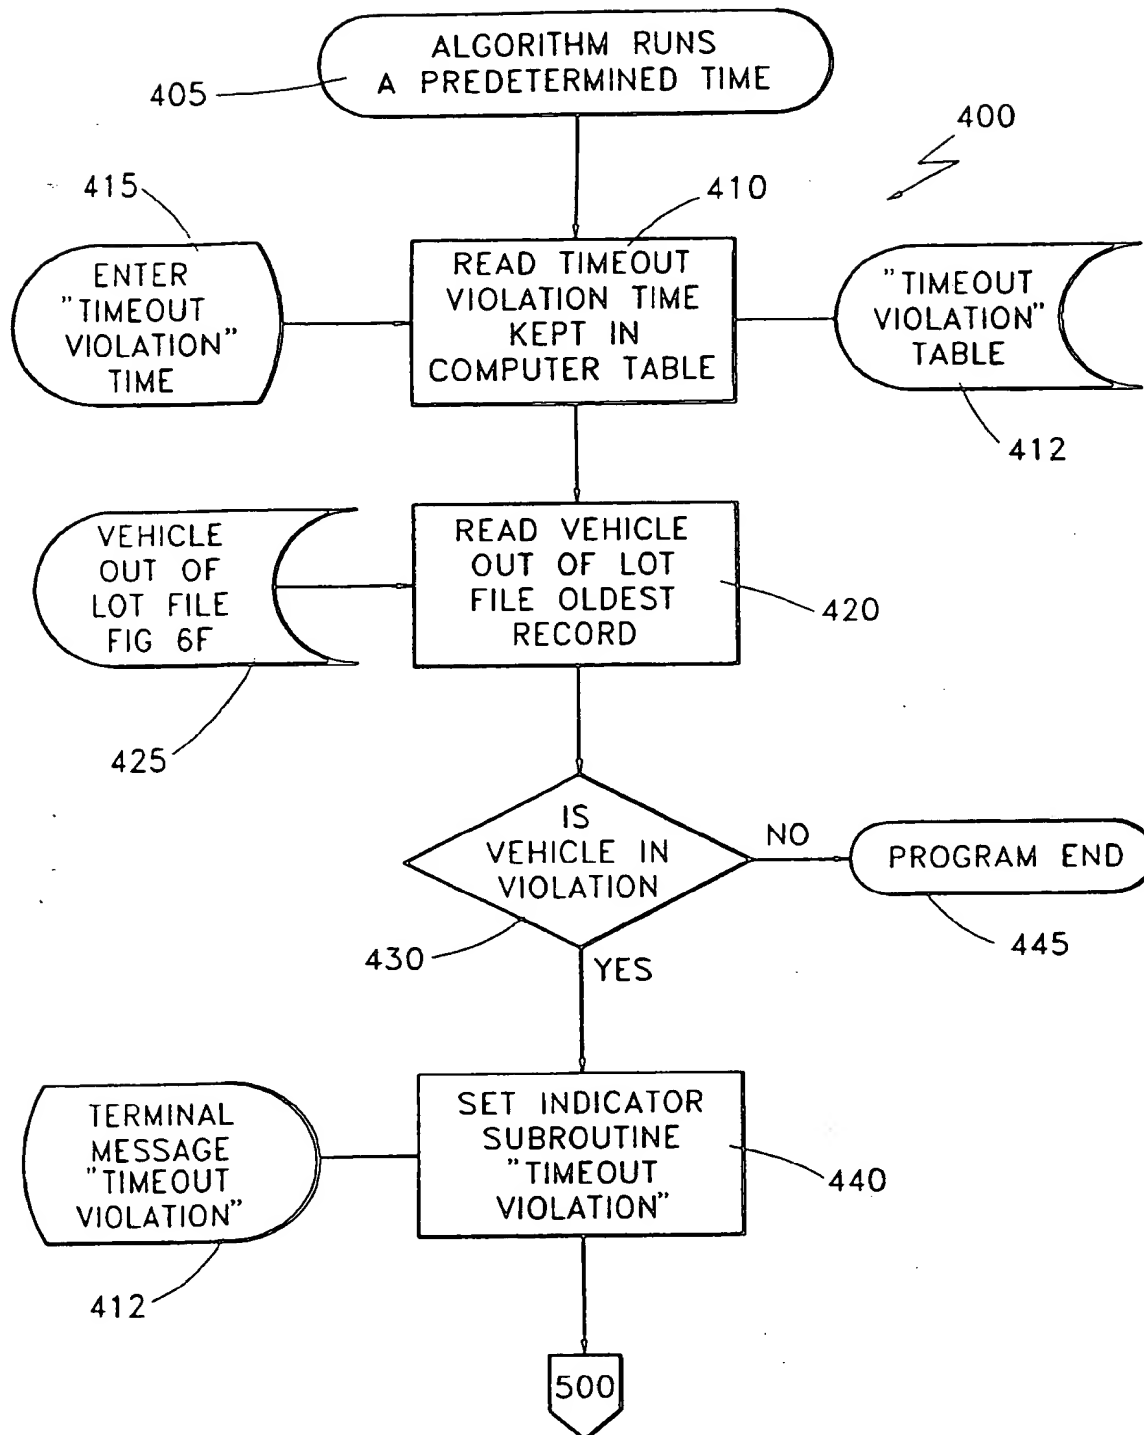 ALGORITHM RUNS
A PREDETERMINED TIME
405
400
415
410
ENTER
"TIMEOUT
VIOLATION"
TIME
READ TIMEOUT
VIOLATION TIME
KEPT IN
COMPUTER TABLE
"TIMEOUT
VIOLATION"
TABLE
412
VEHICLE
OUT OF
LOT FILE
FIG 6F
READ VEHICLE
OUT OF LOT
FILE OLDEST
RECORD
420
425
IS
VEHICLE IN
VIOLATION
NO
PROGRAM END
430
445
YES
TERMINAL
MESSAGE
"TIMEOUT
VIOLATION"
SET INDICATOR
SUBROUTINE
"TIMEOUT
VIOLATION"
440
412
500